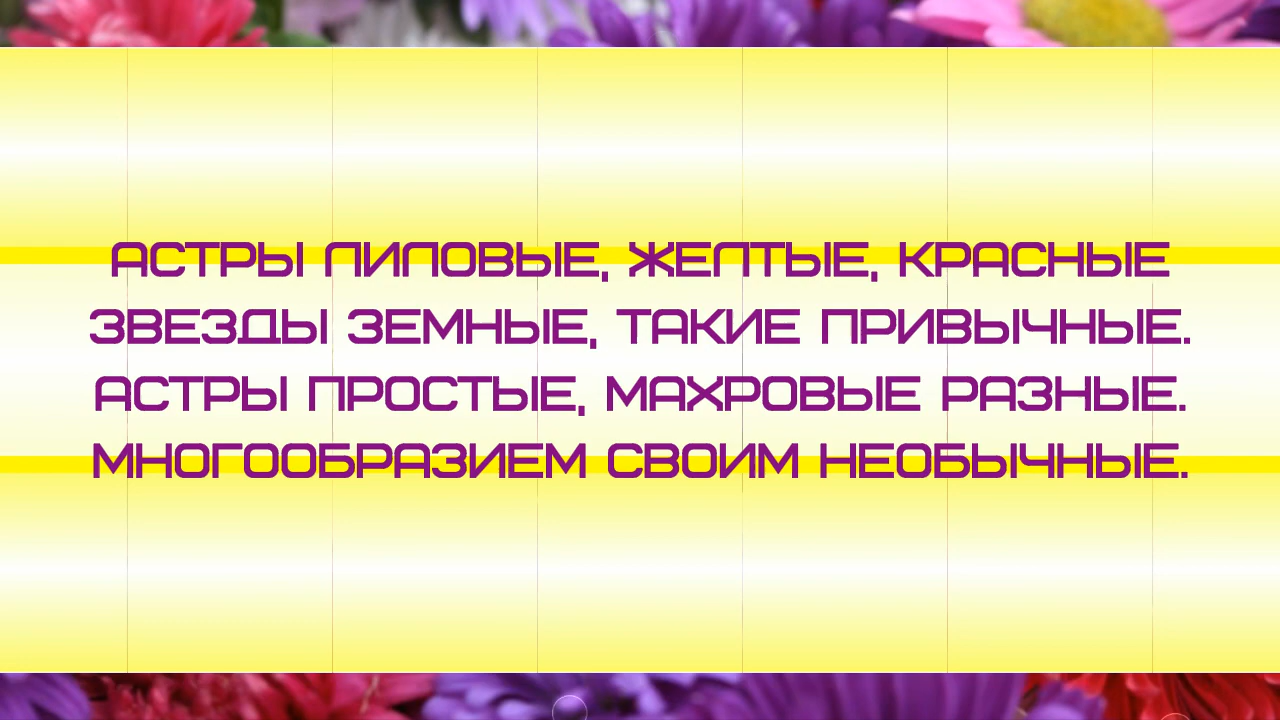 АСТРЫ ЛИЛОВЫЕ, ЖЕЛТЫЕ, КРАСНЫЕ
ЗВЕЗДЫ ЗЕМНЫЕ, ТАКИЕ ПРИВЫЧНЫЕ.
АСТРЫ ПРОСТЫЕ, МАХРОВЫЕ РАЗНЫЕ.
МНОГООБРАЗИЕМ СВОИМ НЕОБЫЧНЫЕ.